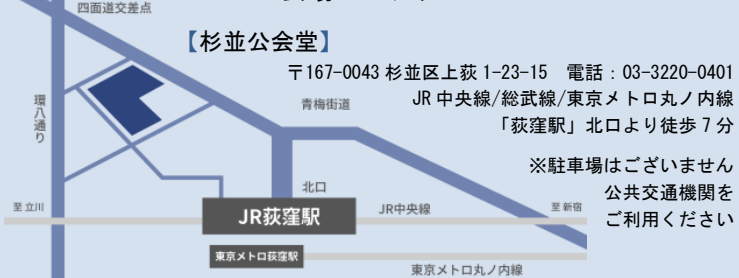 四面道交差点
【杉並公会堂】
〒167-0043 杉並区上荻 1-23-15　電話：03-3220-0401
JR 中央線/総武線/東京メトロ丸ノ内線
「荻窪駅」北口より徒歩 7 分
※駐車場はございません
公共交通機関を
ご利用ください
環八通り
青梅街道
北口
至立川
JR荻窪駅
JR中央線
至新宿
東京メトロ荻窪駅
東京メトロ丸ノ内線